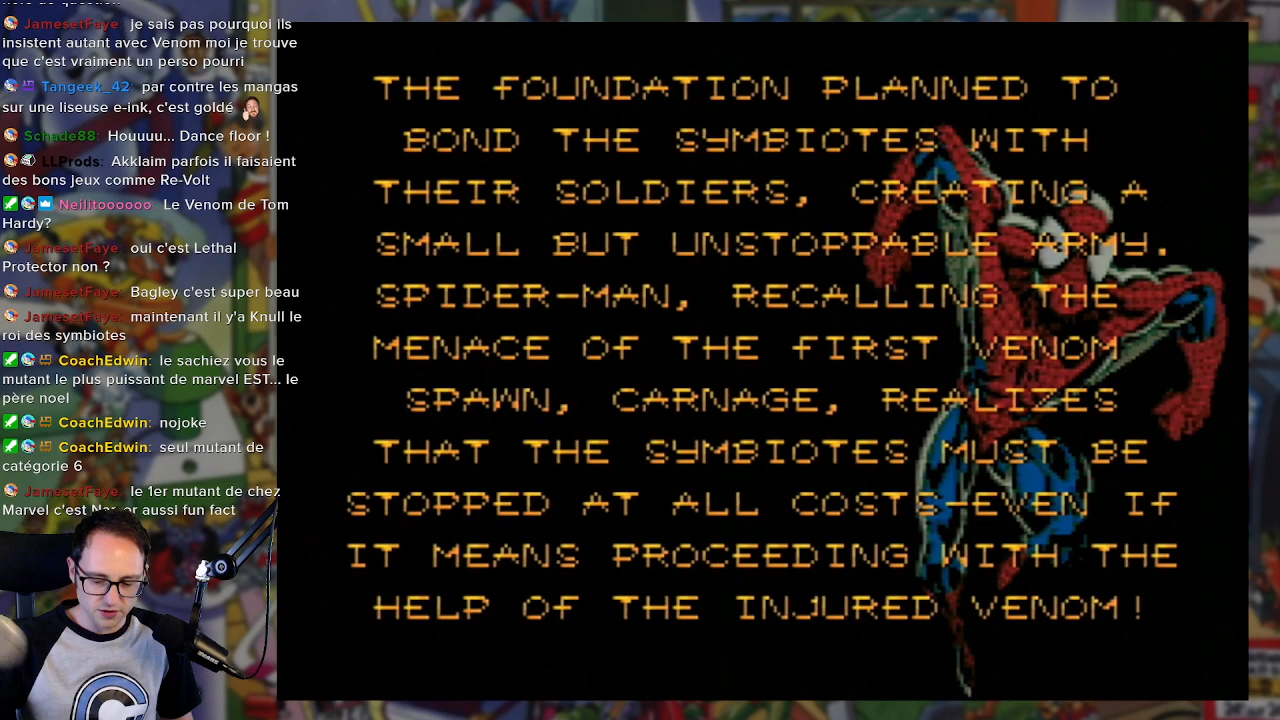 JamesetFaye: je sais pas pourquoi ils
insistent autant avec Venom moi je trouve
que c'est vraiment un perso pourri
Tangeek_42: par contre les mangas
sur une liseuse e-ink, c'est goldé
Schade88: Houuuu... Dance floor !
LLProds: Akklaim parfois il faisaient
des bons jeux comme Re-Volt
Neilitoooooo Le Venom de Tom
Hardy?
JamesetFaye: oui c'est Lethal
Protector non ?
JamesetFaye: Bagley c'est super beau
JamesetFaye: maintenant il y'a Knull le
roi des symbiotes
CoachEdwin: le sachiez vous le
mutant le plus puissant de marvel EST... le
père noel
CoachEdwin: nojoke
CoachEdwin: seul mutant de
catégorie 6
JamesetFaye: le 1er mutant de chez
Marvel c'est aussi fun fact
THE FOUNDATION PLANNED TO
BOND THE SYMBIOTES WITH
THEIR SOLDIERS, CREATING A
SMALL BUT UNSTOPPABLE ARMY.
SPIDER-MAN, RECALLING THE
MENACE OF THE FIRST VENOM
SPAWN, CARNAGE, REALIZES
THAT THE SYMBIOTES MUST BE
STOPPED AT ALL COSTS-EVEN IF
IT MEANS PROCEEDING WITH THE
HELP OF THE INJURED VENOM!